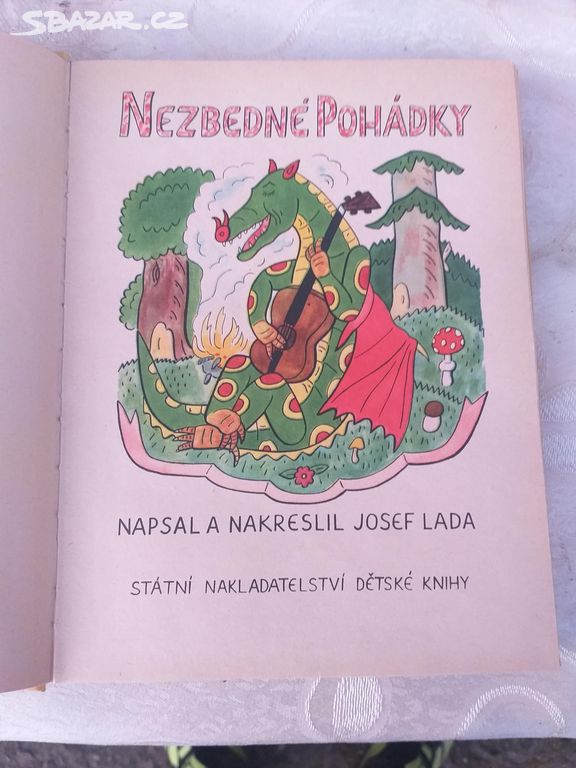 SBAZAR.CZ
NEZBEDNÉ POHÁDKY
NAPSAL A NAKRESLIL JOSEF LADA
STÁTNÍ NAKLADATELSTVÍ DĚTSKÉ KNIHY